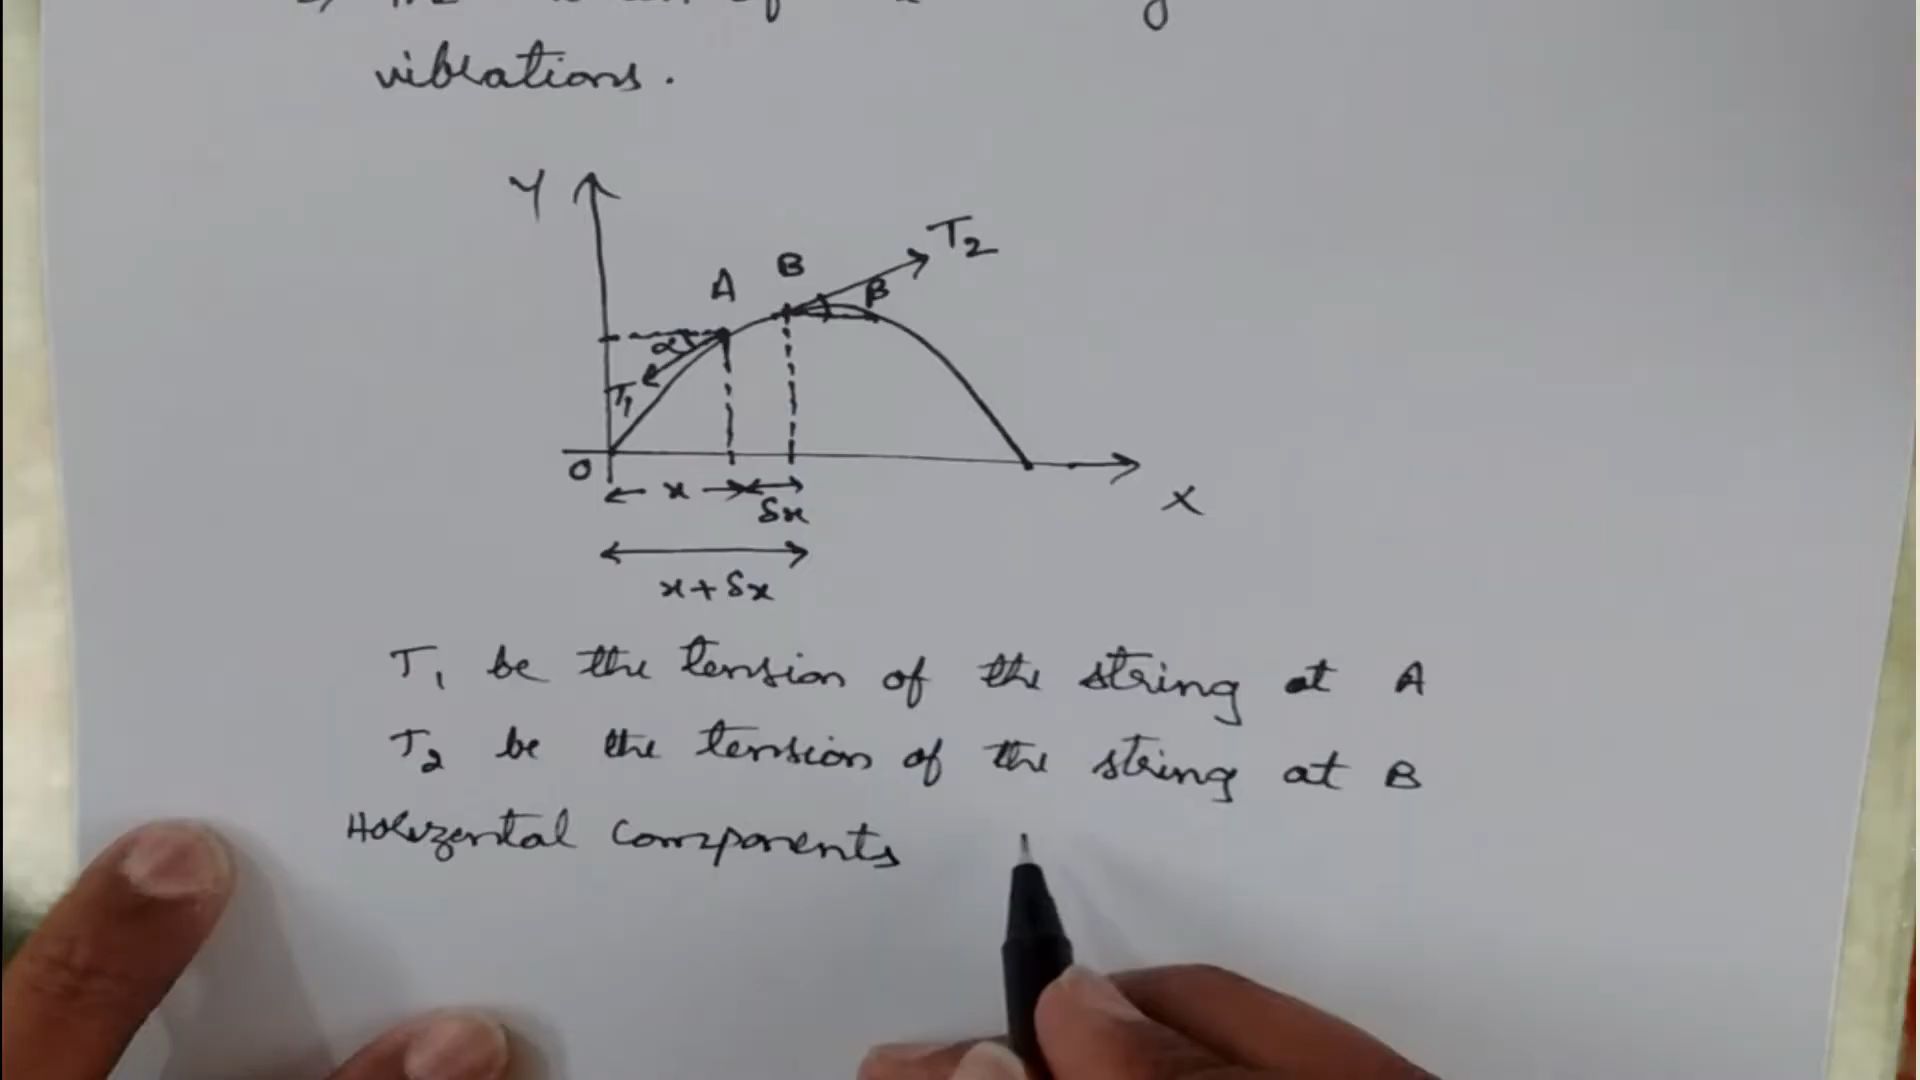 vibrations.
Y
T2
B
A
β
α
T1
O
x
δx
X
x+δx
T1 be the tension of the string at A
T2 be the tension of the string at B
Horizental components